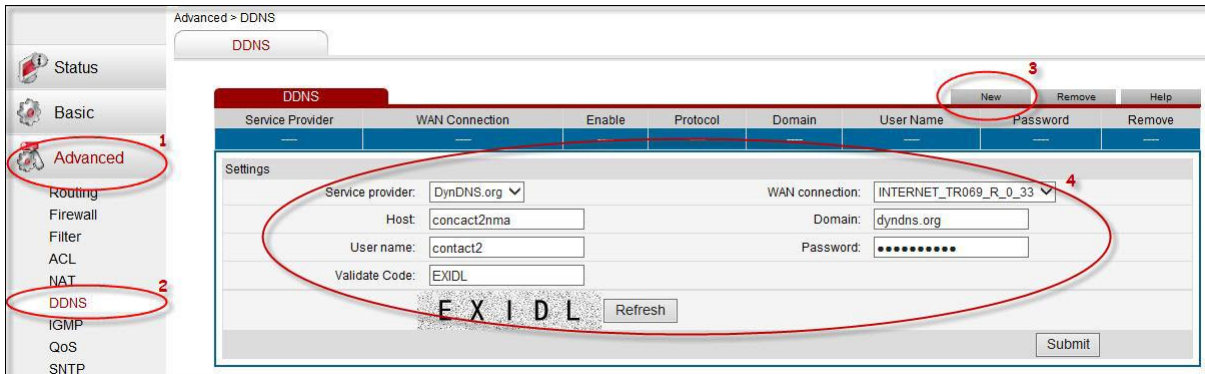 Advanced > DDNS
DDNS
Status
Basic
1
Advanced
Routing
Firewall
Filter
ACL
NAT
2
DDNS
IGMP
QoS
SNTP
3
DDNS
New Remove Help
Service Provider WAN Connection Enable Protocol Domain User Name Password Remove
---- ---- ---- ---- ---- ---- ---- ----
4
Settings
Service provider: DynDNS.org WAN connection: INTERNET_TR069_R_0_33
Host: concact2nma Domain: dyndns.org
User name: contact2 Password: ●●●●●●●●●●
Validate Code: EXIDL
E X I D L Refresh
Submit